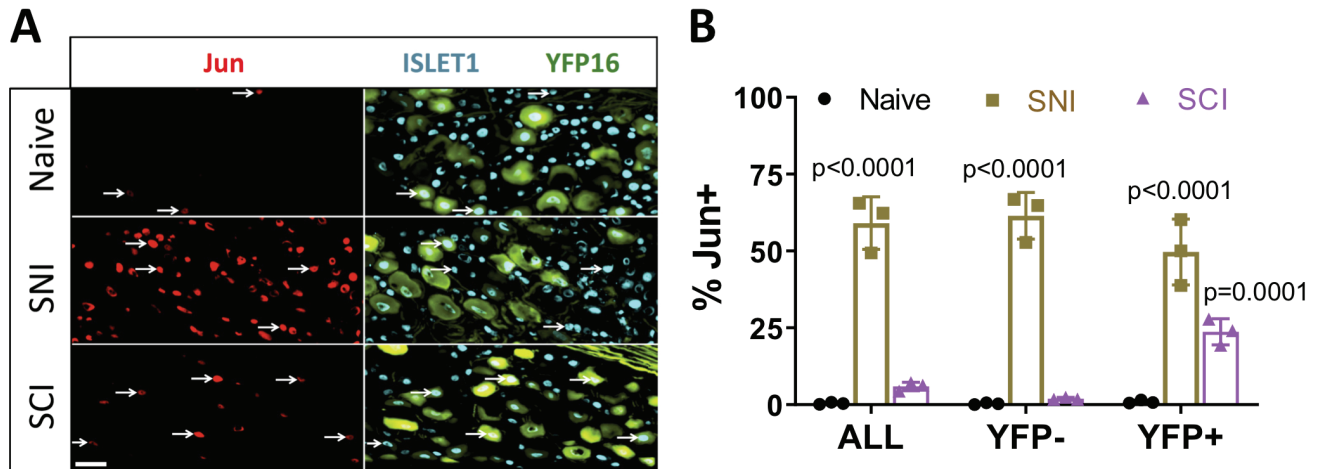 A
Jun ISLET1 YFP16
Naive
SNI
SCI
B
Naive SNI SCI
% Jun+
100
75
50
25
0
p<0.0001
p<0.0001
p<0.0001
p=0.0001
ALL YFP- YFP+